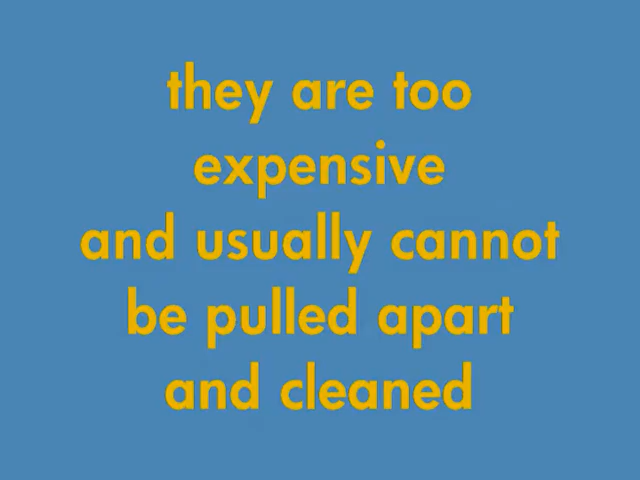 they are too
expensive
and usually cannot
be pulled apart
and cleaned